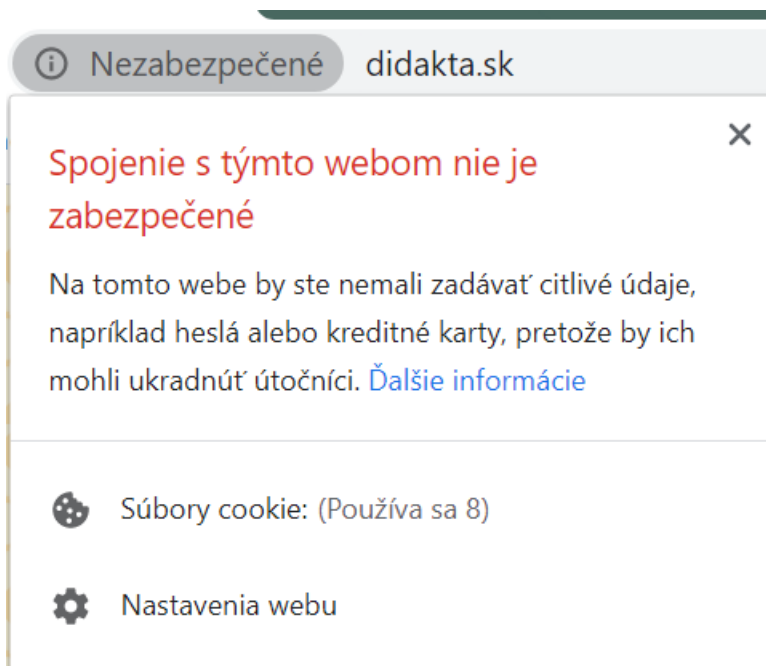 Nezabezpečené didakta.sk
Spojenie s týmto webom nie je
zabezpečené
Na tomto webe by ste nemali zadávať citlivé údaje,
napríklad heslá alebo kreditné karty, pretože by ich
mohli ukradnúť útočníci. Ďalšie informácie
Súbory cookie: (Používa sa 8)
Nastavenia webu